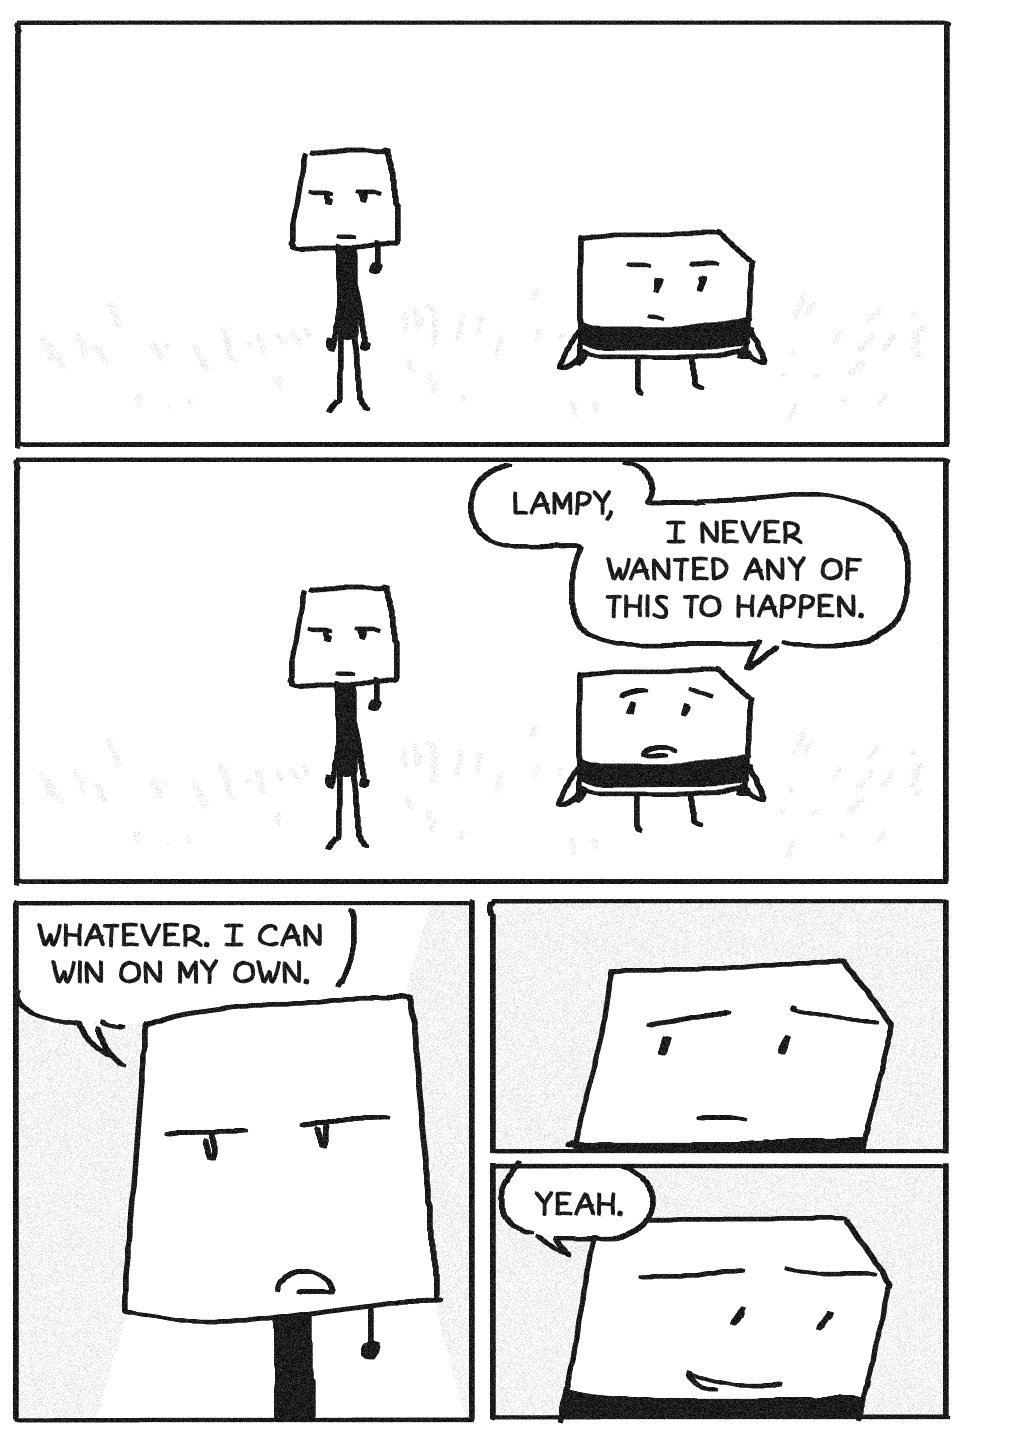 LAMPY,
I NEVER
WANTED ANY OF
THIS TO HAPPEN.
WHATEVER. I CAN
WIN ON MY OWN.
YEAH.